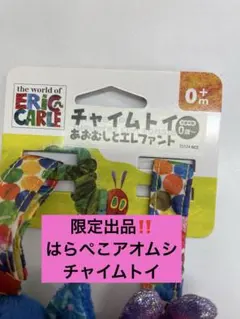 the world of
ERIC
CARLE
0+m
チャイムトイ
あおむしとエレファント
限定出品‼️
はらぺこアオムシ
チャイムトイ